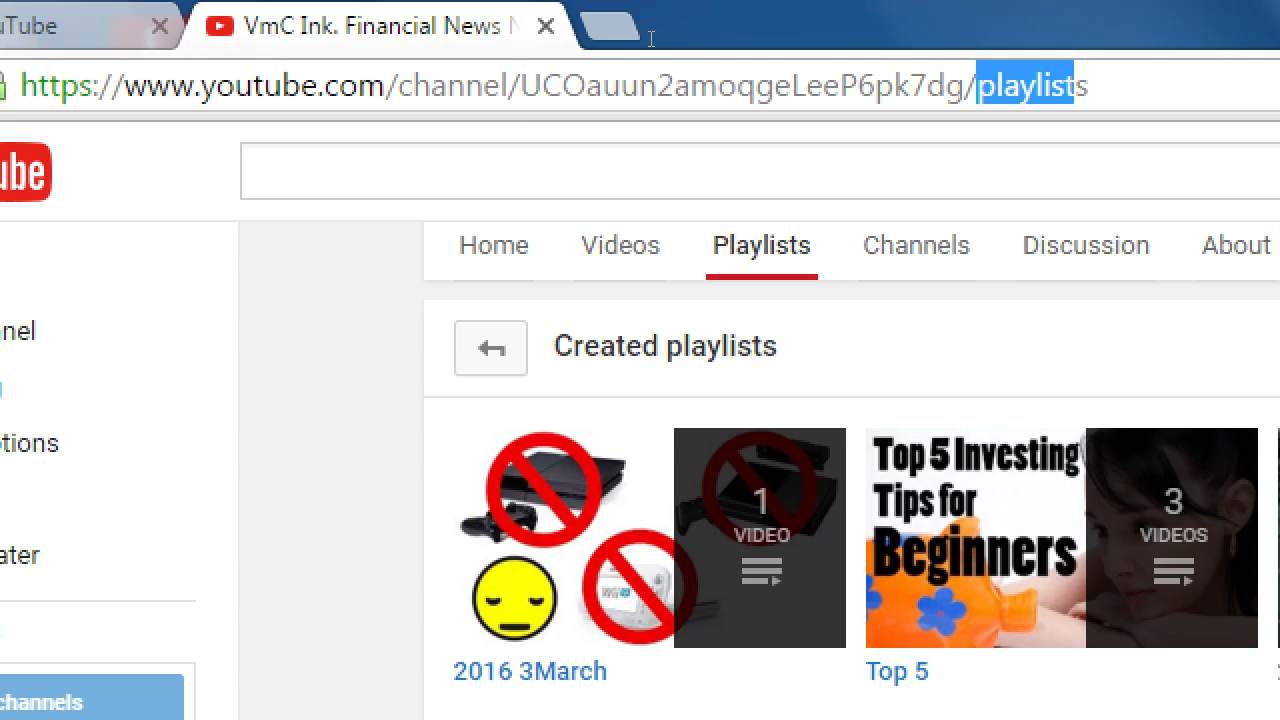 uTube
VmC Ink. Financial News
https://www.youtube.com/channel/UCOauun2amoqgeLeeP6pk7dg/playlists
ube
Home Videos Playlists Channels Discussion About
nel
Created playlists
tions
ater
channels
1
VIDEO
Wii U
2016 3March
Top 5 Investing
Tips for
Beginners
3
VIDEOS
Top 5